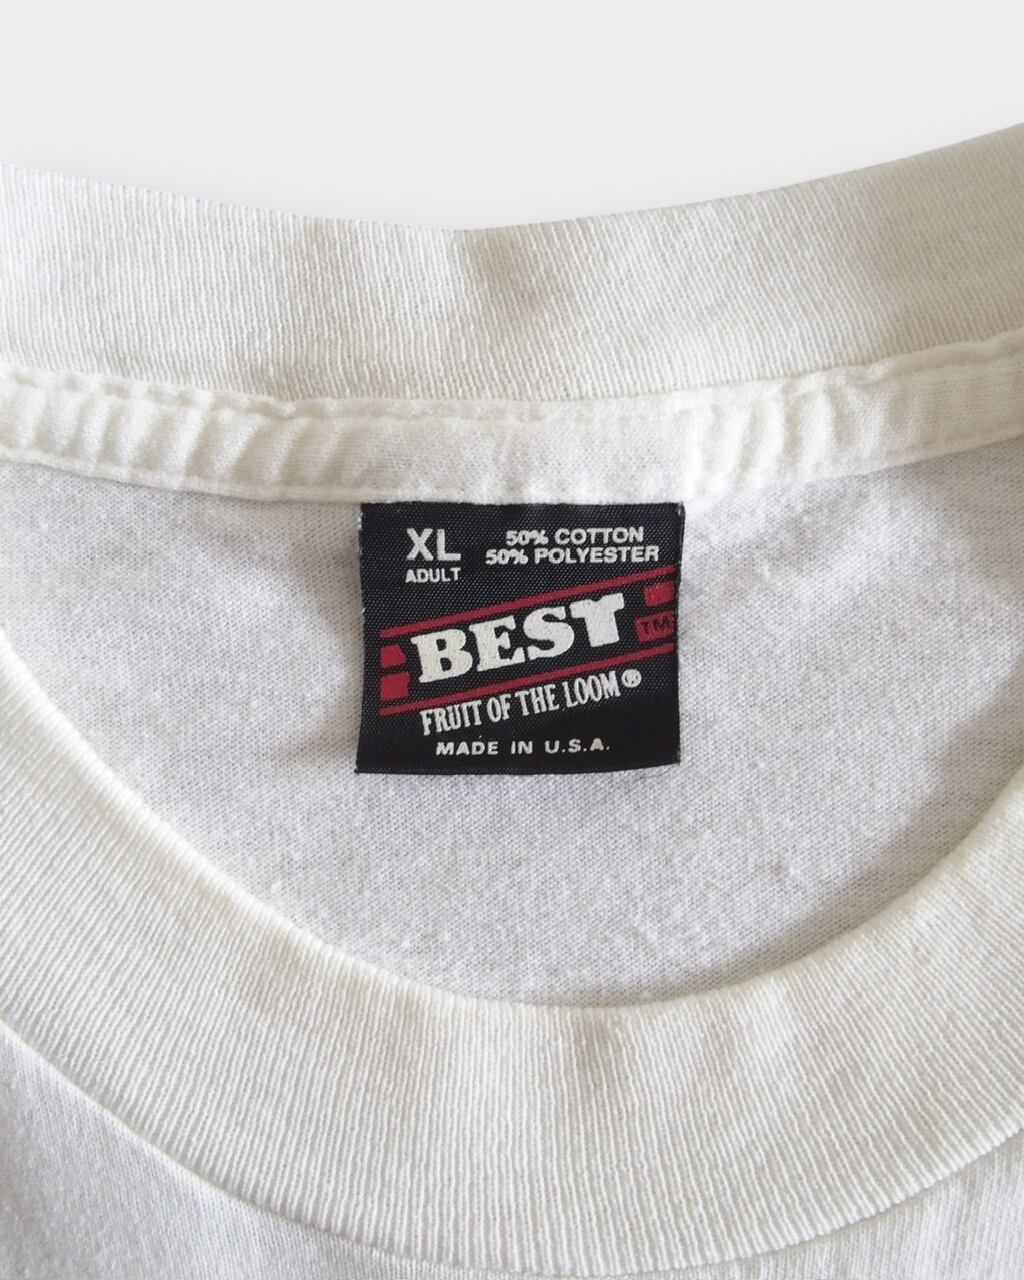 XL
ADULT
50% COTTON
50% POLYESTER
BEST TM
FRUIT OF THE LOOM®
MADE IN U.S.A.